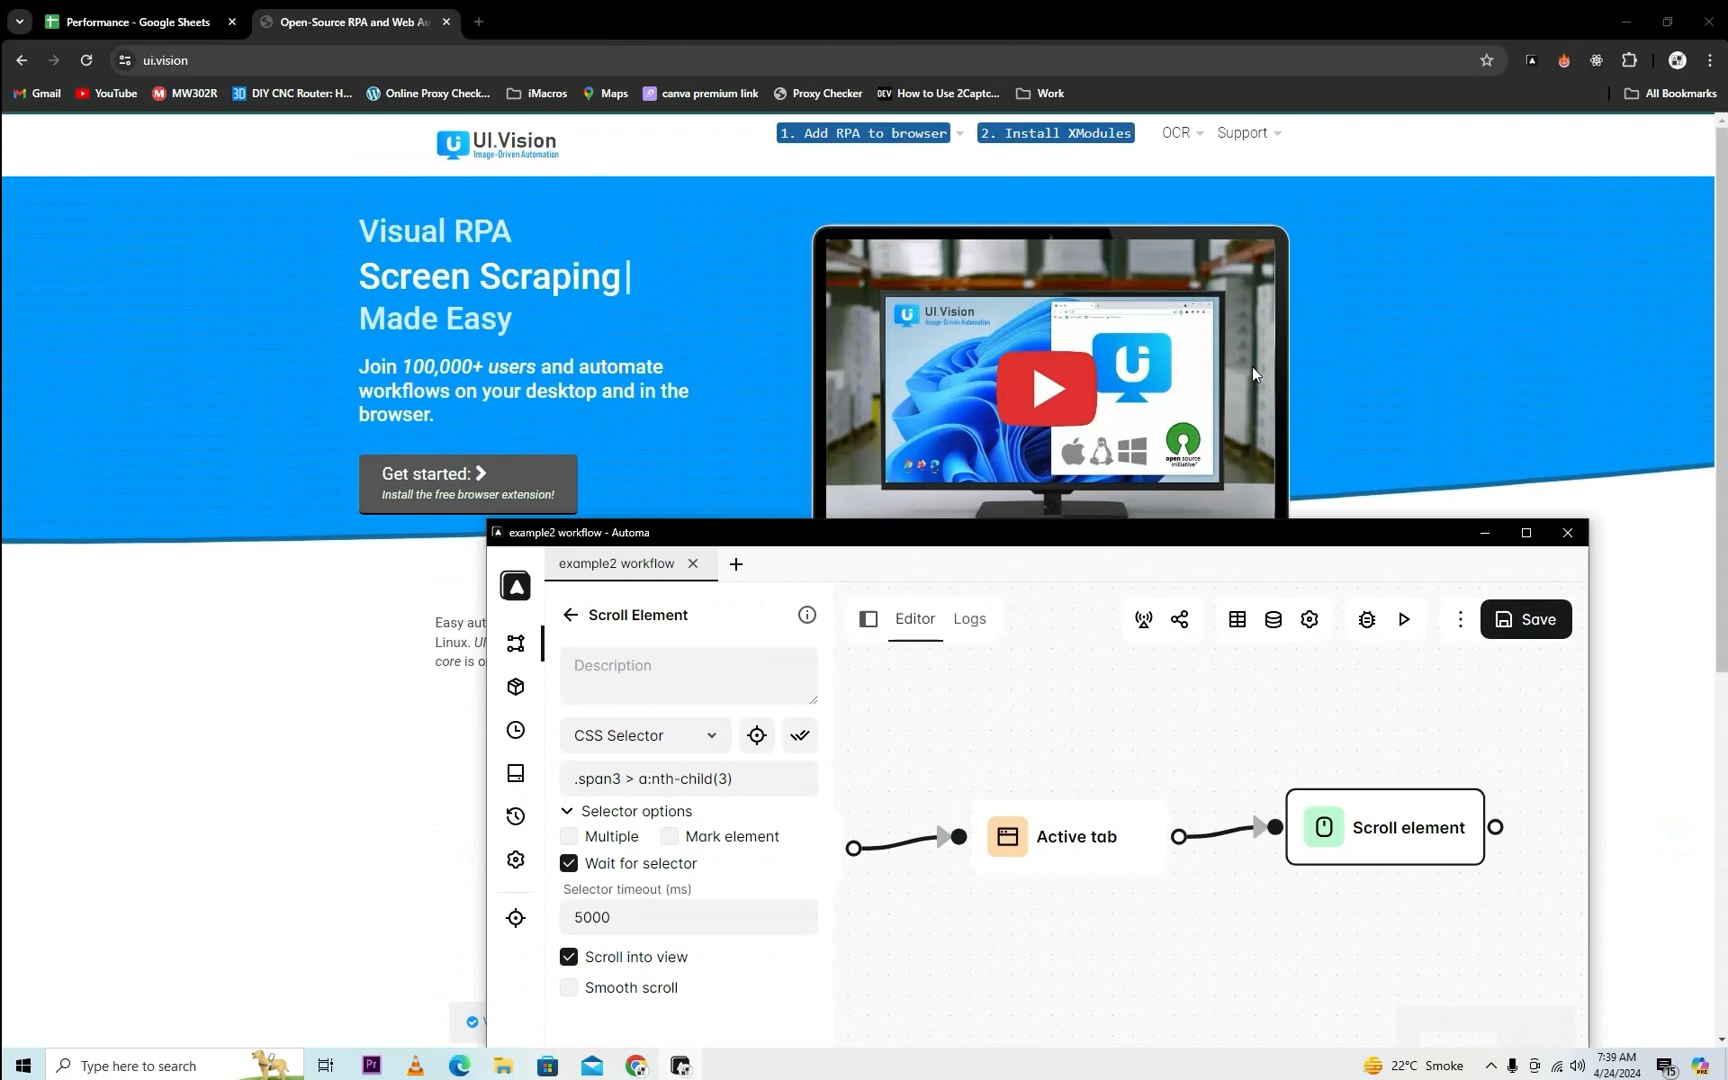 Performance - Google Sheets
Open-Source RPA and Web Au
ui.vision
Gmail
YouTube
MW302R
DIY CNC Router: H...
Online Proxy Check...
iMacros
Maps
canva premium link
Proxy Checker
DEV How to Use 2Captc...
Work
All Bookmarks
UI.Vision
Image-Driven Automation
1. Add RPA to browser
2. Install XModules
OCR
Support
Visual RPA
Screen Scraping|
Made Easy
Join 100,000+ users and automate
workflows on your desktop and in the
browser.
Get started:
Install the free browser extension!
UI.Vision
Image-Driven Automation
open source
initiative
Easy aut
Linux. UI
core is o
example2 workflow - Automa
example2 workflow
Scroll Element
Description
CSS Selector
.span3 > a:nth-child(3)
Selector options
Multiple
Mark element
Wait for selector
Selector timeout (ms)
5000
Scroll into view
Smooth scroll
Editor
Logs
Save
Active tab
Scroll element
Type here to search
Pr
22°C Smoke
7:39 AM
4/24/2024
15
PRE